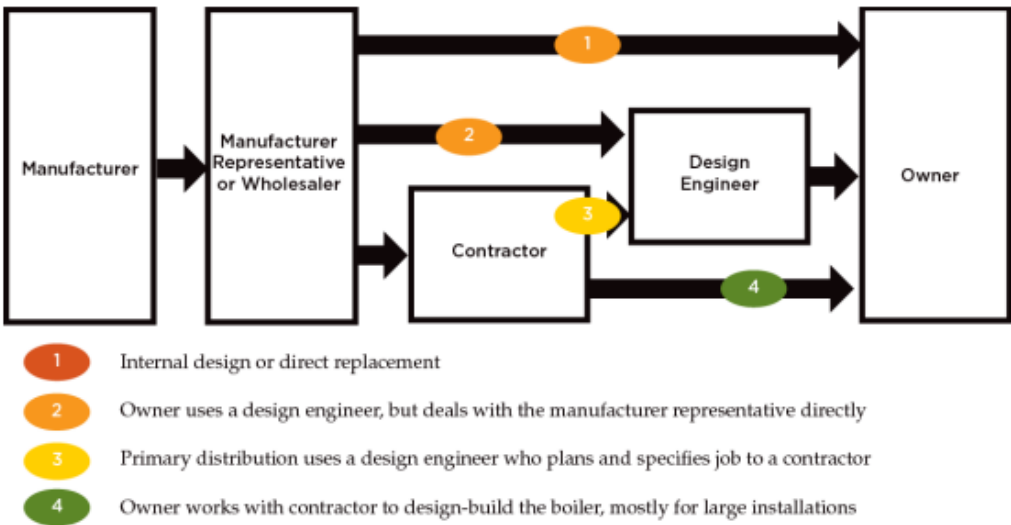 1
Manufacturer
Manufacturer
Representative
or Wholesaler
2
Design
Engineer
Owner
3
Contractor
4
1 Internal design or direct replacement
2 Owner uses a design engineer, but deals with the manufacturer representative directly
3 Primary distribution uses a design engineer who plans and specifies job to a contractor
4 Owner works with contractor to design-build the boiler, mostly for large installations